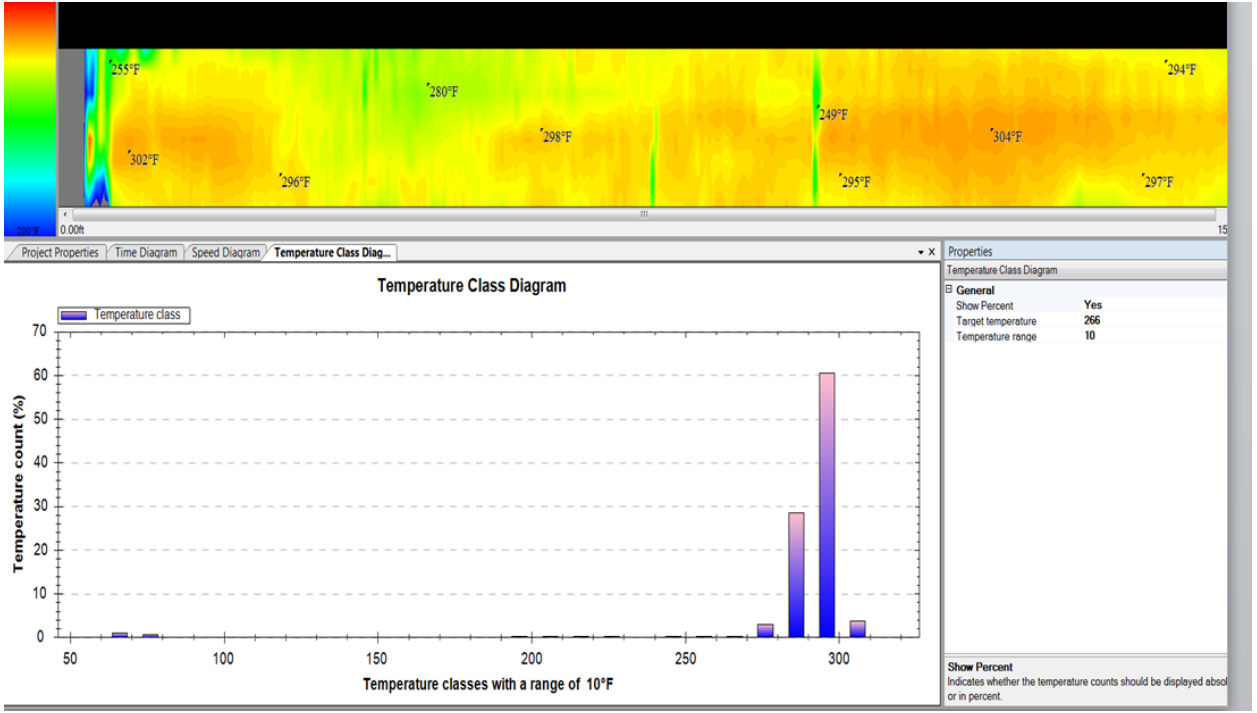 255°F
280°F
294°F
249°F
298°F
304°F
302°F
296°F
295°F
297°F
200°F
0.00ft
15
Project Properties Time Diagram Speed Diagram Temperature Class Diag...
x
Temperature Class Diagram
Temperature class
70
60
50
40
30
20
10
0
Temperature count (%)
50 100 150 200 250 300
Temperature classes with a range of 10°F
Properties
Temperature Class Diagram
General
Show Percent Yes
Target temperature 266
Temperature range 10
Show Percent
Indicates whether the temperature counts should be displayed absol
or in percent.